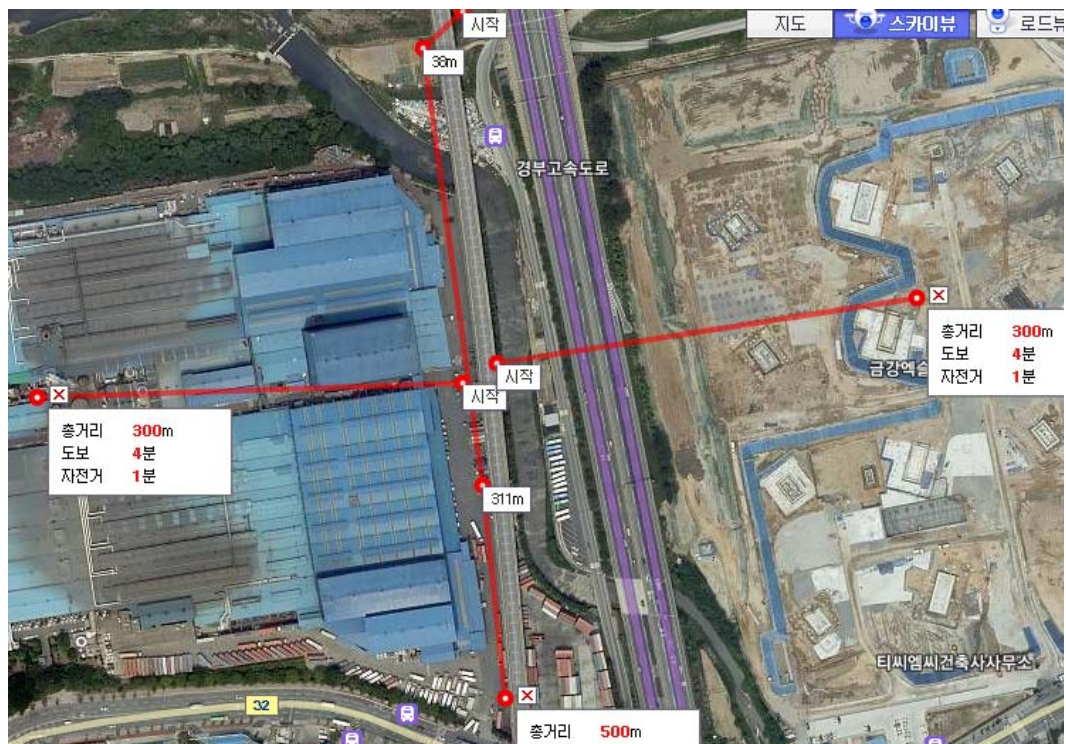 시작
지도
스카이뷰
로드뷰
38m
경부고속도로
총거리 300m
도보 4분
자전거 1분
금강엑슬
시작
시작
총거리 300m
도보 4분
자전거 1분
311m
티씨엠씨건축사사무소
32
총거리 500m